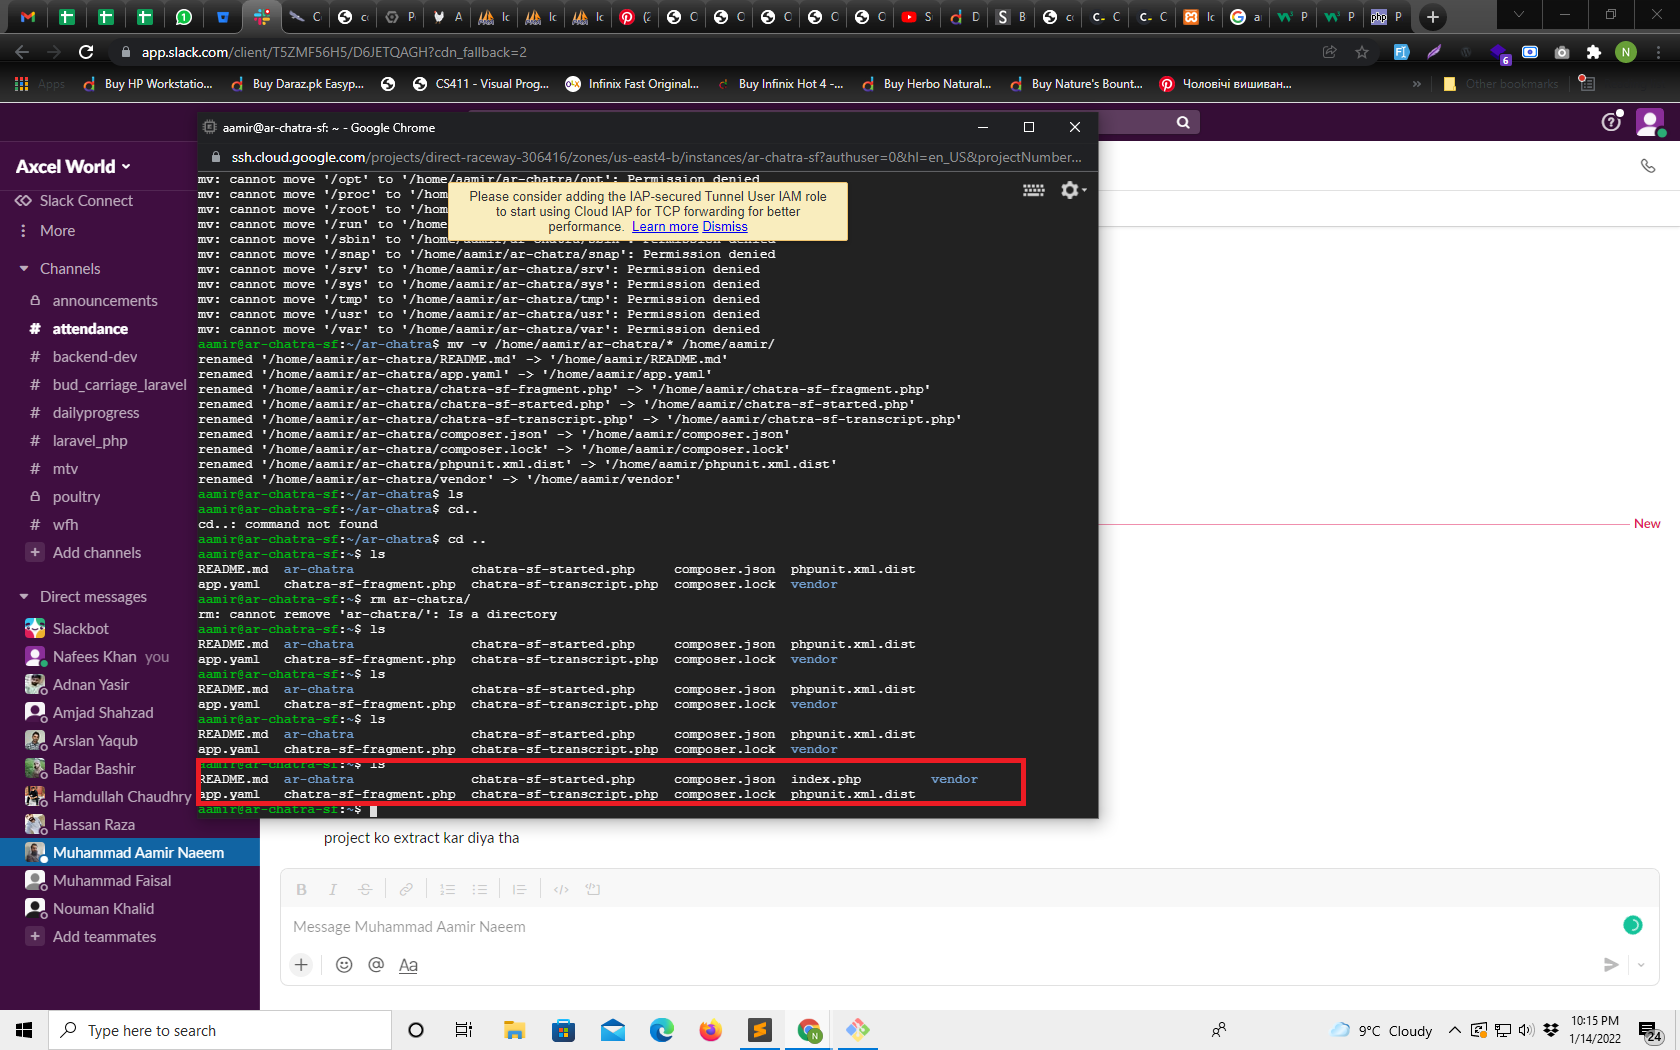 app.slack.com/client/T5ZMF56H5/D6JETQAGH?cdn_fallback=2
Apps
Buy HP Workstatio...
Buy Daraz.pk Easyp...
CS411 - Visual Prog...
Infinix Fast Original...
Buy Infinix Hot 4 -...
Buy Herbo Natural...
Buy Nature's Bount...
Чоловічі вишиван...
»
Other bookmarks
aamir@ar-chatra-sf: ~ - Google Chrome
ssh.cloud.google.com/projects/direct-raceway-306416/zones/us-east4-b/instances/ar-chatra-sf?authuser=0&hl=en_US&projectNumber...
Axcel World
Slack Connect
More
Channels
announcements
# attendance
# backend-dev
# bud_carriage_laravel
# dailyprogress
# laravel_php
# mtv
poultry
# wfh
+ Add channels
Direct messages
Slackbot
Nafees Khan you
Adnan Yasir
Amjad Shahzad
Arslan Yaqub
Badar Bashir
Hamdullah Chaudhry
Hassan Raza
Muhammad Aamir Naeem
Muhammad Faisal
Nouman Khalid
+ Add teammates
Please consider adding the IAP-secured Tunnel User IAM role
to start using Cloud IAP for TCP forwarding for better
performance. Learn more Dismiss
mv: cannot move '/opt' to '/home/aamir/ar-chatra/opt': Permission denied
mv: cannot move '/proc' to '/home
mv: cannot move '/root' to '/home
mv: cannot move '/run' to '/home/
mv: cannot move '/sbin' to '/home/aamir/ar-chatra/sbin': Permission denied
mv: cannot move '/snap' to '/home/aamir/ar-chatra/snap': Permission denied
mv: cannot move '/srv' to '/home/aamir/ar-chatra/srv': Permission denied
mv: cannot move '/sys' to '/home/aamir/ar-chatra/sys': Permission denied
mv: cannot move '/tmp' to '/home/aamir/ar-chatra/tmp': Permission denied
mv: cannot move '/usr' to '/home/aamir/ar-chatra/usr': Permission denied
mv: cannot move '/var' to '/home/aamir/ar-chatra/var': Permission denied
aamir@ar-chatra-sf:~/ar-chatra$ mv -v /home/aamir/ar-chatra/* /home/aamir/
renamed '/home/aamir/ar-chatra/README.md' -> '/home/aamir/README.md'
renamed '/home/aamir/ar-chatra/app.yaml' -> '/home/aamir/app.yaml'
renamed '/home/aamir/ar-chatra/chatra-sf-fragment.php' -> '/home/aamir/chatra-sf-fragment.php'
renamed '/home/aamir/ar-chatra/chatra-sf-started.php' -> '/home/aamir/chatra-sf-started.php'
renamed '/home/aamir/ar-chatra/chatra-sf-transcript.php' -> '/home/aamir/chatra-sf-transcript.php'
renamed '/home/aamir/ar-chatra/composer.json' -> '/home/aamir/composer.json'
renamed '/home/aamir/ar-chatra/composer.lock' -> '/home/aamir/composer.lock'
renamed '/home/aamir/ar-chatra/phpunit.xml.dist' -> '/home/aamir/phpunit.xml.dist'
renamed '/home/aamir/ar-chatra/vendor' -> '/home/aamir/vendor'
aamir@ar-chatra-sf:~/ar-chatra$ ls
aamir@ar-chatra-sf:~/ar-chatra$ cd..
cd..: command not found
aamir@ar-chatra-sf:~/ar-chatra$ cd ..
aamir@ar-chatra-sf:~$ ls
README.md ar-chatra chatra-sf-started.php composer.json phpunit.xml.dist
app.yaml chatra-sf-fragment.php chatra-sf-transcript.php composer.lock vendor
aamir@ar-chatra-sf:~$ rm ar-chatra/
rm: cannot remove 'ar-chatra/': Is a directory
aamir@ar-chatra-sf:~$ ls
README.md ar-chatra chatra-sf-started.php composer.json phpunit.xml.dist
app.yaml chatra-sf-fragment.php chatra-sf-transcript.php composer.lock vendor
aamir@ar-chatra-sf:~$ ls
README.md ar-chatra chatra-sf-started.php composer.json phpunit.xml.dist
app.yaml chatra-sf-fragment.php chatra-sf-transcript.php composer.lock vendor
aamir@ar-chatra-sf:~$ ls
README.md ar-chatra chatra-sf-started.php composer.json phpunit.xml.dist
app.yaml chatra-sf-fragment.php chatra-sf-transcript.php composer.lock vendor
aamir@ar-chatra-sf:~$ ls
README.md ar-chatra chatra-sf-started.php composer.json index.php vendor
app.yaml chatra-sf-fragment.php chatra-sf-transcript.php composer.lock phpunit.xml.dist
aamir@ar-chatra-sf:~$
New
project ko extract kar diya tha
Message Muhammad Aamir Naeem
Type here to search
9°C Cloudy
10:15 PM
1/14/2022
24